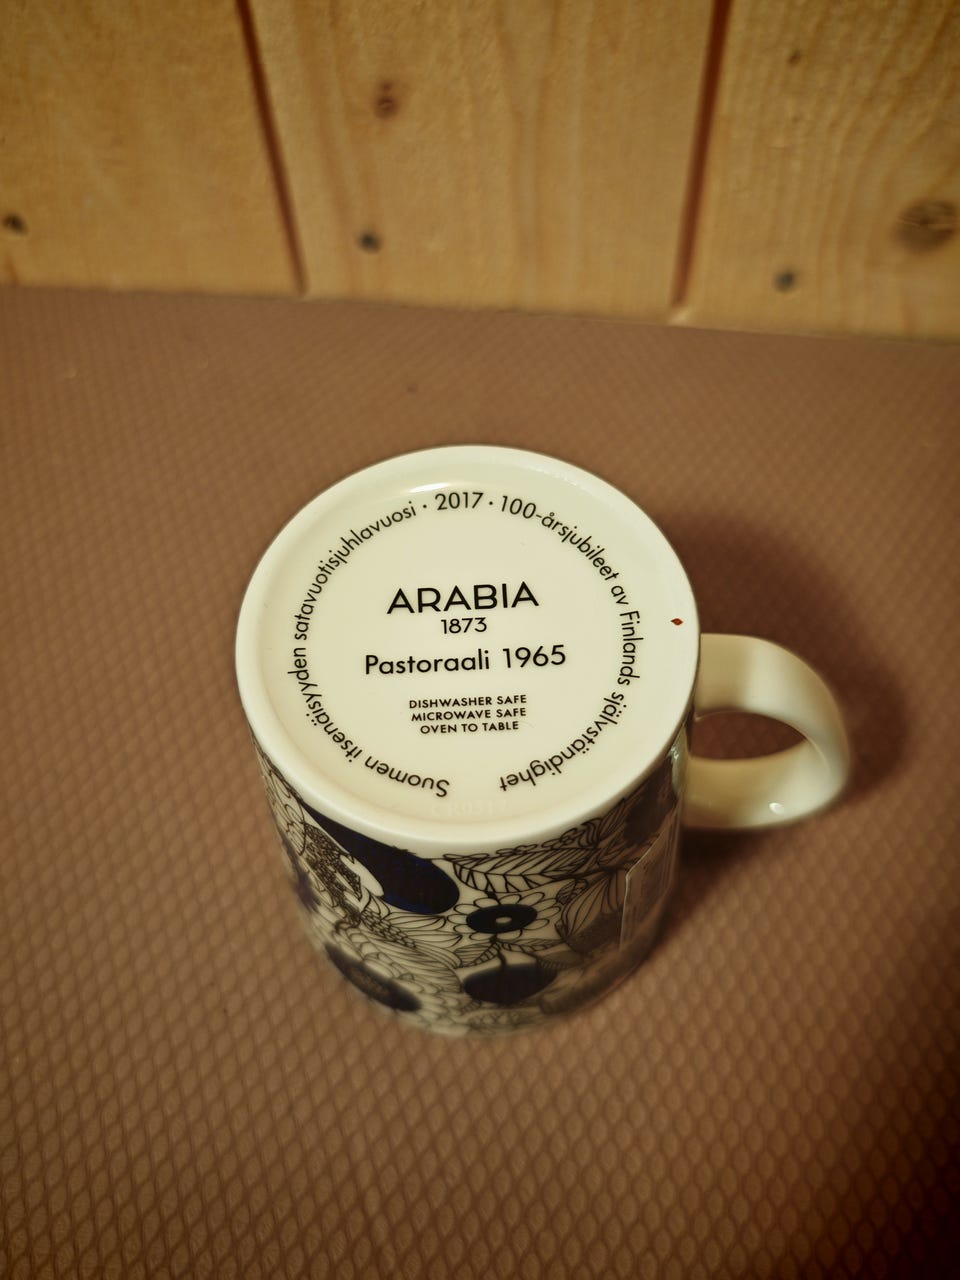 Suomen itsenäisyyden satavuotisjuhlavuosi · 2017 · 100-årsjubileet av Finlands självständighet
ARABIA
1873
Pastoraali 1965
DISHWASHER SAFE
MICROWAVE SAFE
OVEN TO TABLE